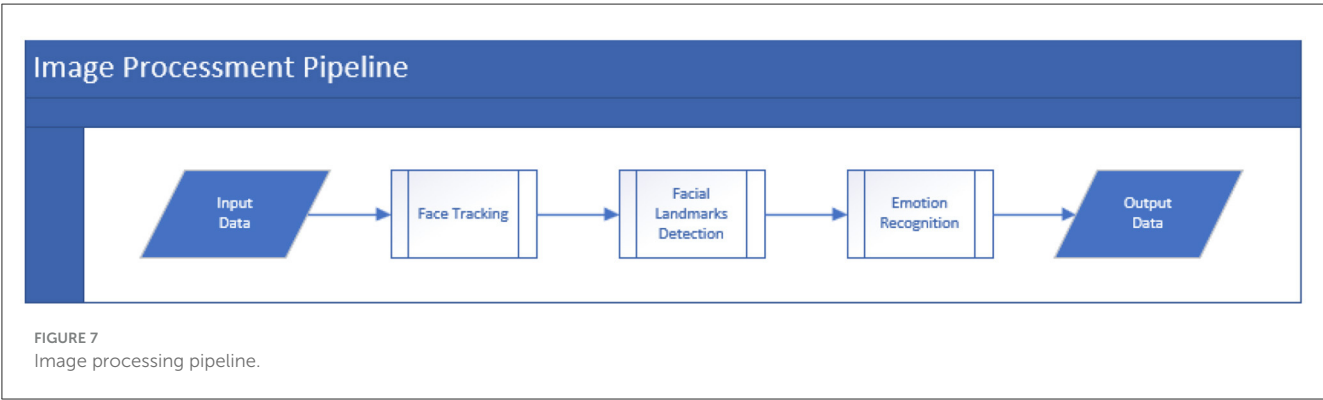 Image Processment Pipeline
Input
Data
Face Tracking
Facial
Landmarks
Detection
Emotion
Recognition
Output
Data
FIGURE 7
Image processing pipeline.